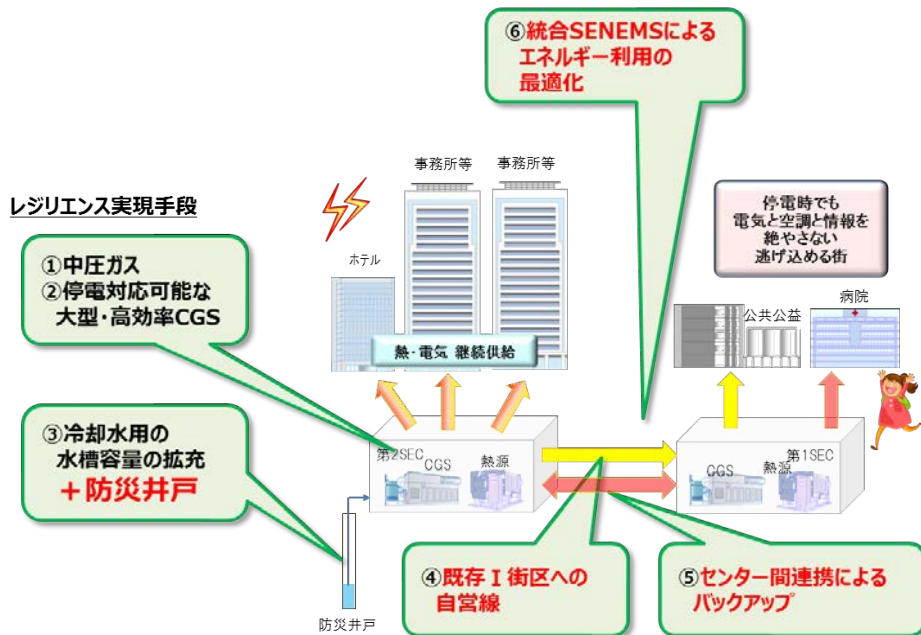 ⑥統合SENEMSによる
エネルギー利用の
最適化
事務所等
事務所等
レジリエンス実現手段
停電時でも
電気と空調と情報を
絶やさない
逃げ込める街
①中圧ガス
②停電対応可能な
大型・高効率CGS
ホテル
公共公益
病院
熱・電気 継続供給
③冷却水用の
水槽容量の拡充
＋防災井戸
第2SEC
CGS
熱源
第1SEC
CGS
熱源
④既存Ⅰ街区への
自営線
⑤センター間連携による
バックアップ
防災井戸